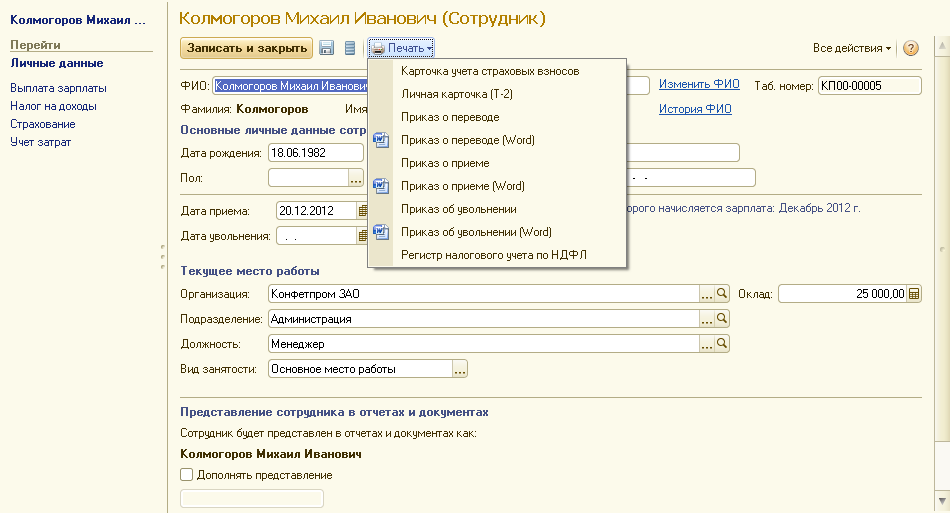 Колмогоров Михаил ...
Перейти
Личные данные
Выплата зарплаты
Налог на доходы
Страхование
Учет затрат
Колмогоров Михаил Иванович (Сотрудник)
Записать и закрыть Печать Все действия ?
ФИО: Колмогоров Михаил Иванович Изменить ФИО Таб. номер: КП00-00005
Фамилия: Колмогоров История ФИО
Карточка учета страховых взносов
Личная карточка (Т-2)
Приказ о переводе
Приказ о переводе (Word)
Приказ о приеме
Приказ о приеме (Word)
Приказ об увольнении
Приказ об увольнении (Word)
Регистр налогового учета по НДФЛ
Основные личные данные
Дата рождения: 18.06.1982
Пол: ... - -
Дата приема: 20.12.2012 начисляется зарплата: Декабрь 2012 г.
Дата увольнения: . .
Текущее место работы
Организация: Конфетпром ЗАО ... Оклад: 25 000,00
Подразделение: Администрация ...
Должность: Менеджер ...
Вид занятости: Основное место работы ...
Представление сотрудника в отчетах и документах
Сотрудник будет представлен в отчетах и документах как:
Колмогоров Михаил Иванович
Дополнять представление